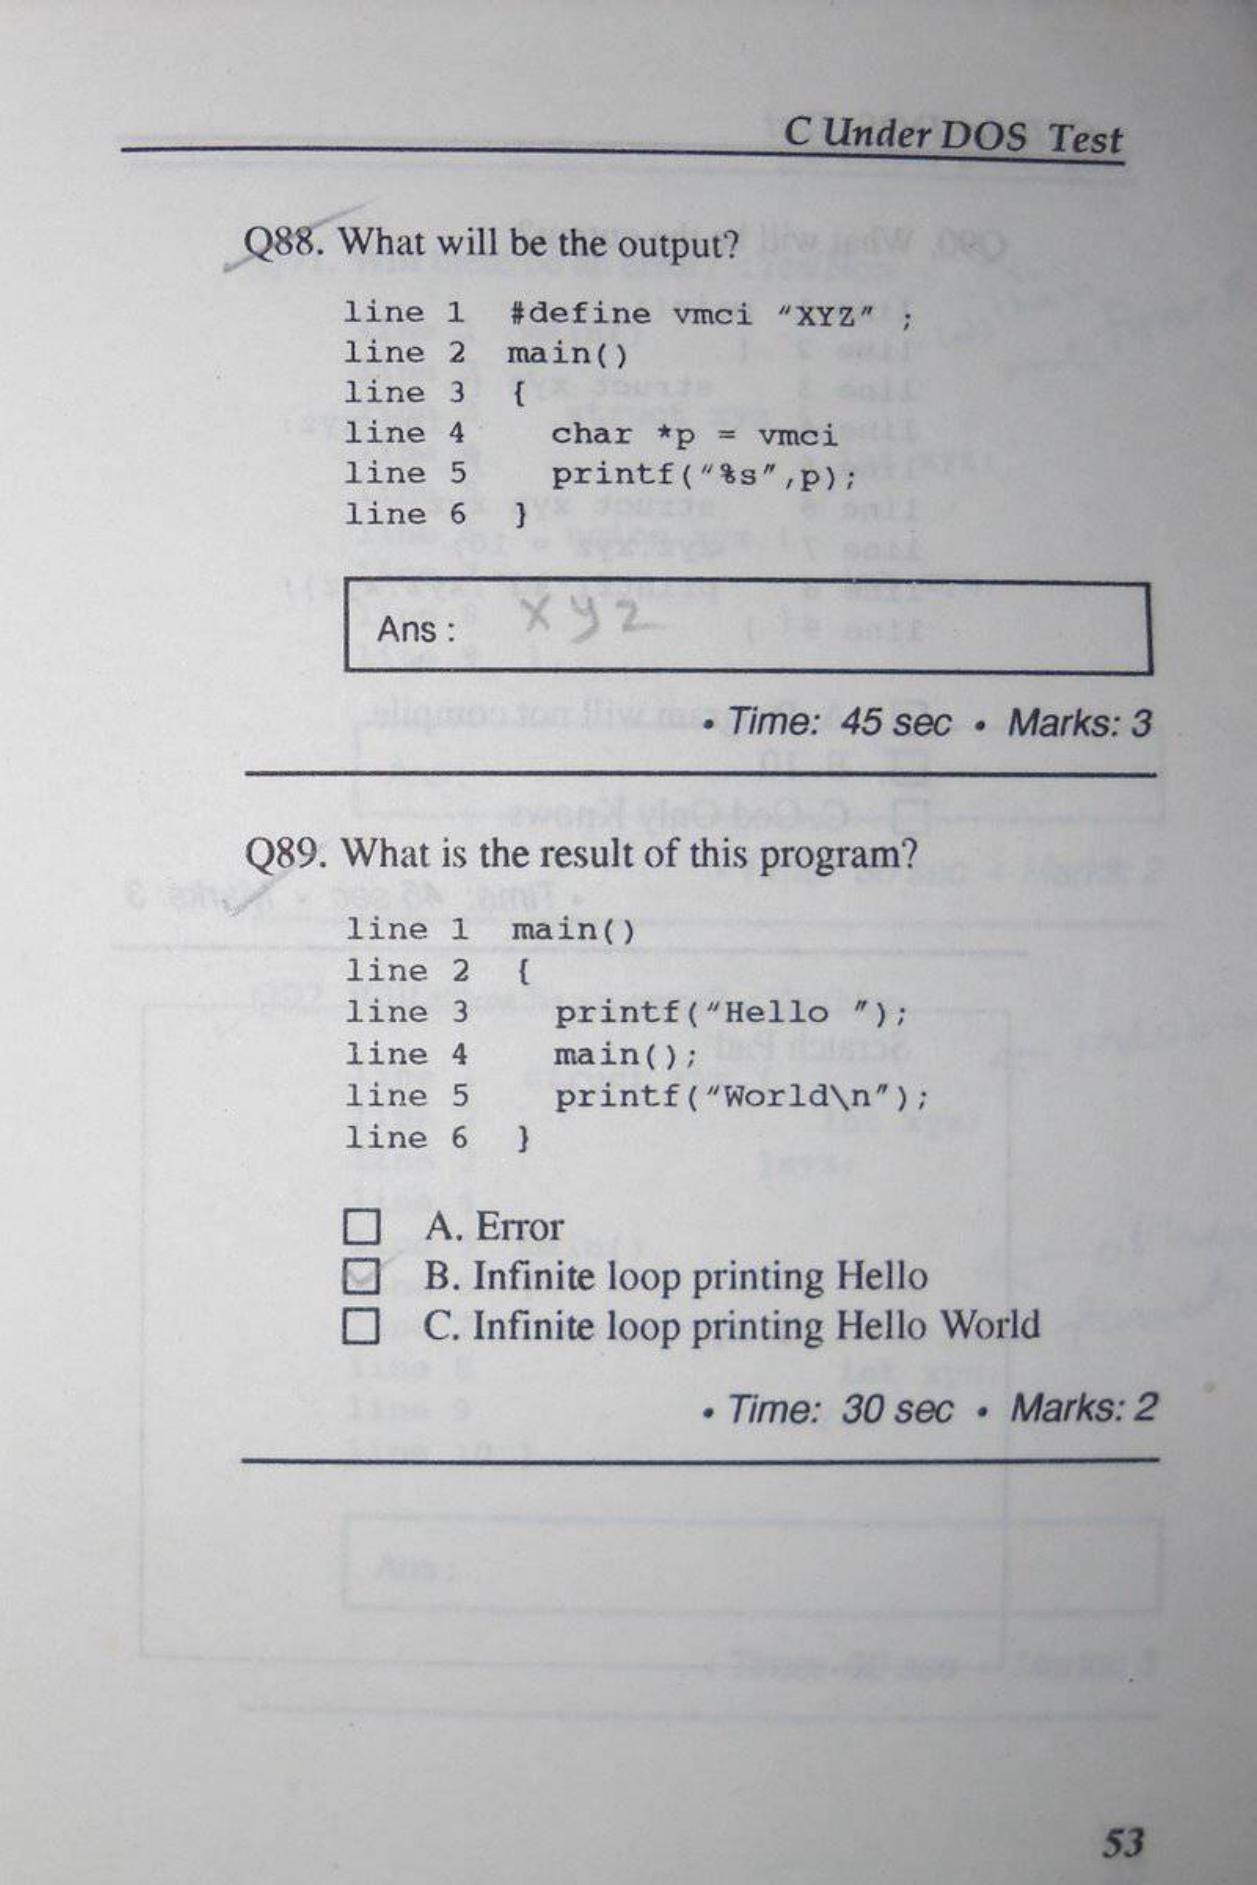 C Under DOS Test
Q88. What will be the output?
line 1 #define vmci "XYZ" ;
line 2 main()
line 3 {
line 4 char *p = vmci
line 5 printf("%s",p);
line 6 }
Ans : xyz
• Time: 45 sec • Marks: 3
Q89. What is the result of this program?
line 1 main()
line 2 {
line 3 printf("Hello ");
line 4 main();
line 5 printf("World\n");
line 6 }
A. Error
B. Infinite loop printing Hello
C. Infinite loop printing Hello World
• Time: 30 sec • Marks: 2
53